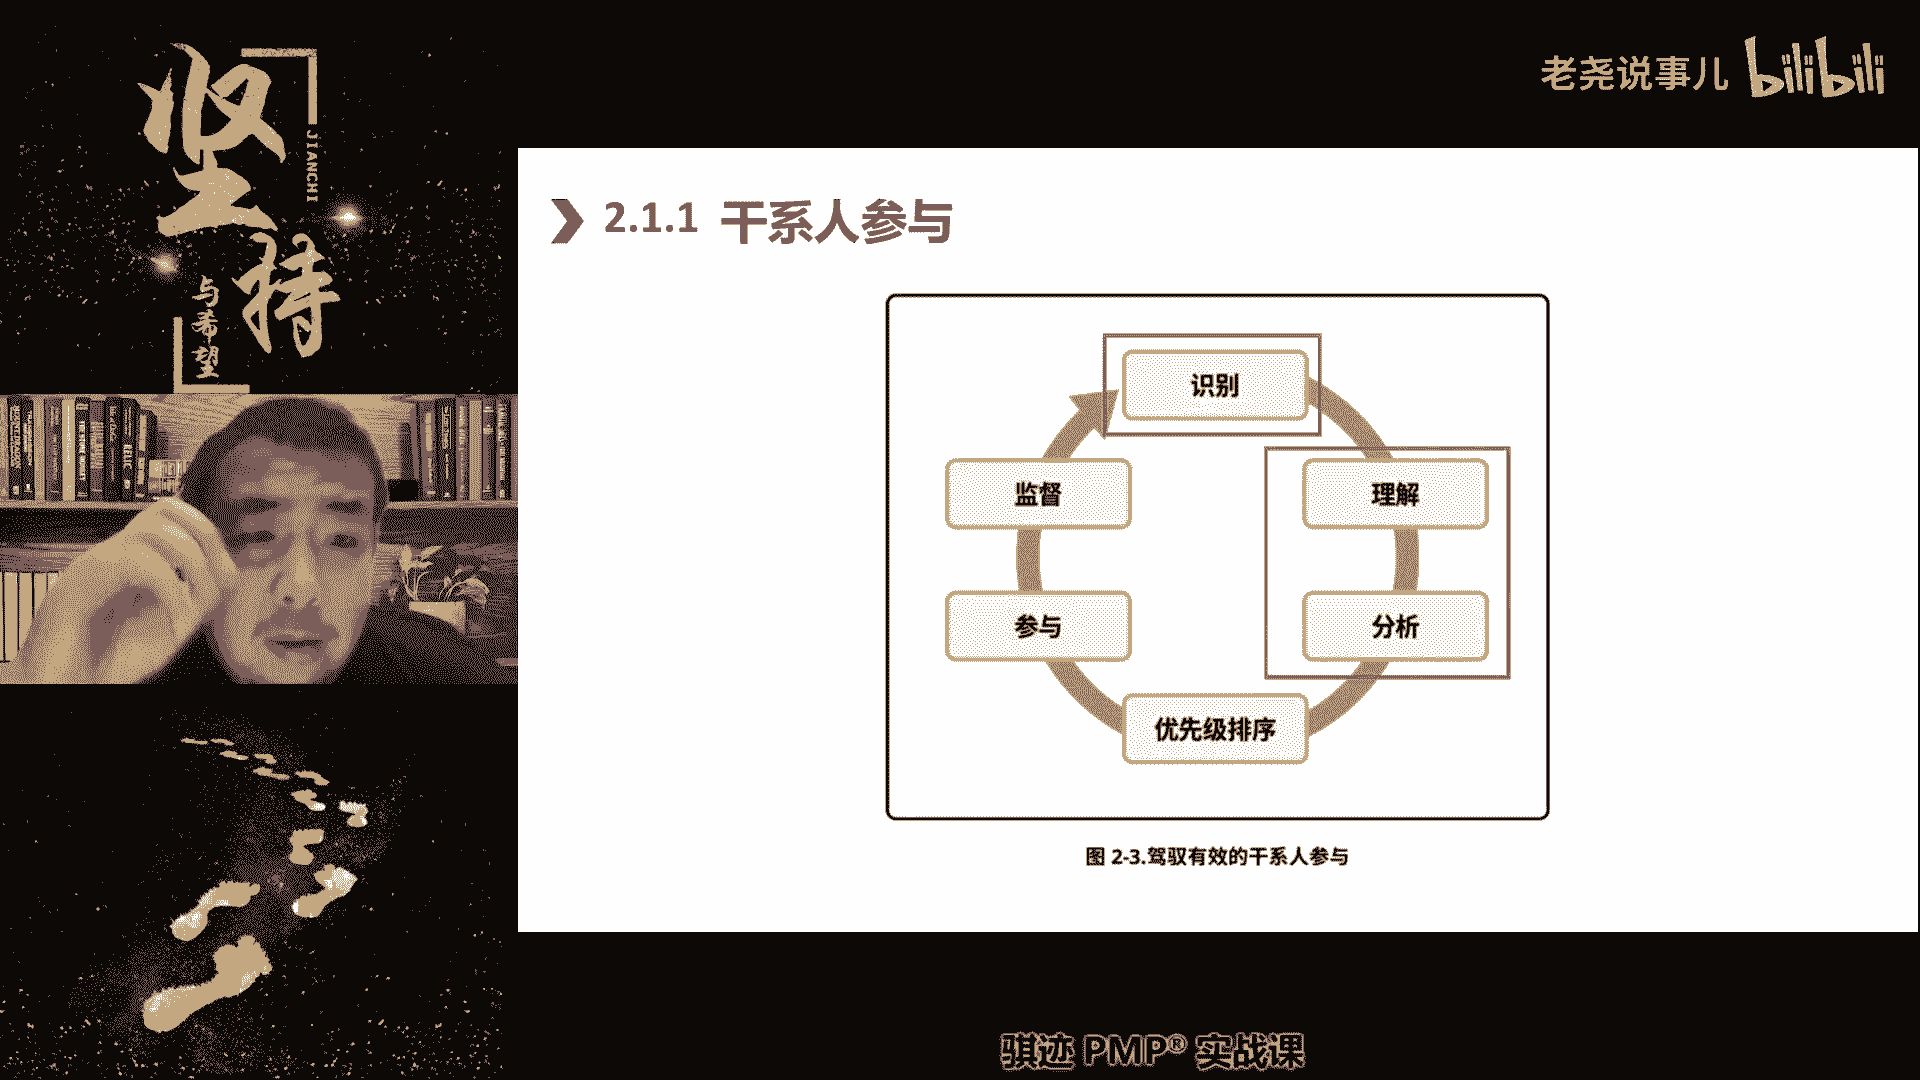 坚持
JIANCHI
与希望
老尧说事儿 bilibili
2.1.1 干系人参与
识别
监督
理解
参与
分析
优先级排序
图 2-3.驾驭有效的干系人参与
骐迹 PMP® 实战课